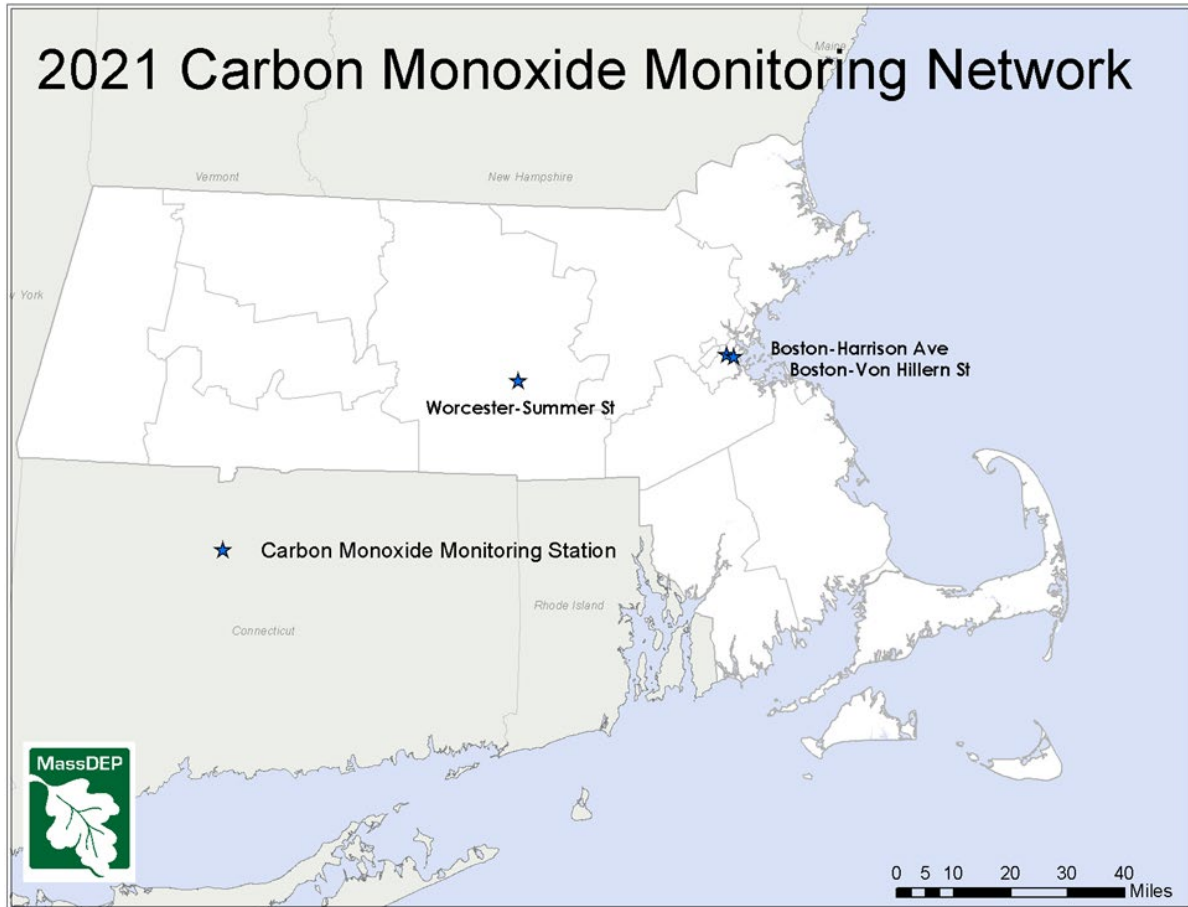 Maine
2021 Carbon Monoxide Monitoring Network
Vermont
New Hampshire
w York
Boston-Harrison Ave
Boston-Von Hillern St
Worcester-Summer St
Carbon Monoxide Monitoring Station
Rhode Island
Connecticut
MassDEP
0 5 10 20 30 40
Miles